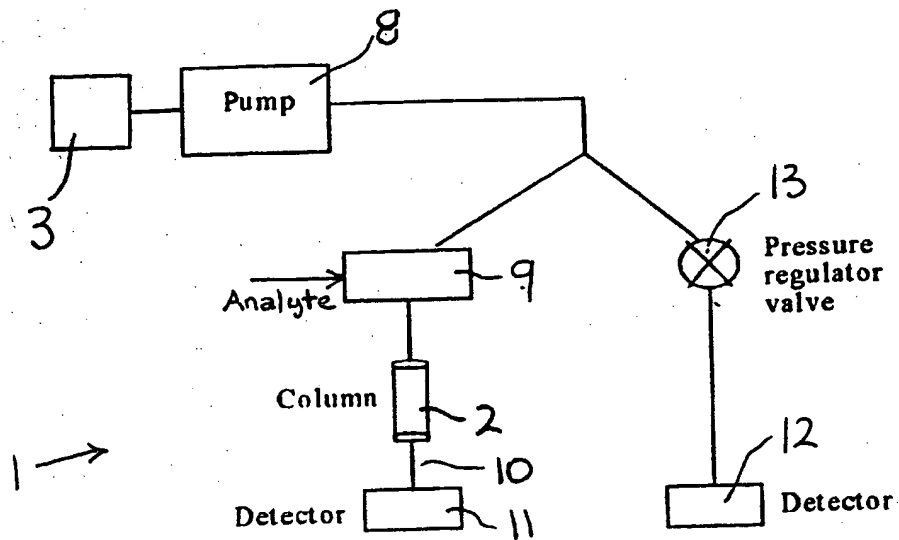 8
Pump
3
13
Pressure
regulator
valve
9
Analyte
Column
2
1
10
12
Detector
11
Detector